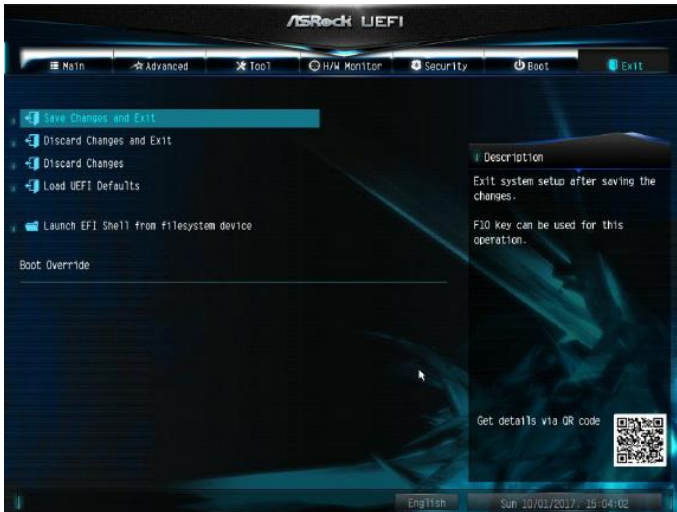 ASRock UEFI
Main
Advanced
Tool
H/W Monitor
Security
Boot
Exit
Save Changes and Exit
Discard Changes and Exit
Discard Changes
Load UEFI Defaults
Launch EFI Shell from filesystem device
Boot Override
Description
Exit system setup after saving the
changes.
F10 key can be used for this
operation.
Get details via QR code
English
Sun 10/01/2017, 15:04:02